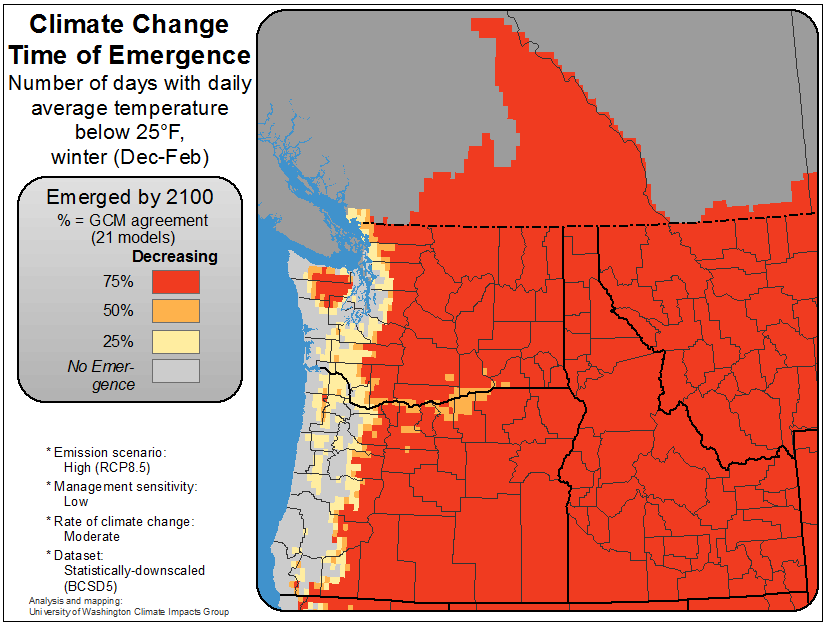 Climate Change
Time of Emergence
Number of days with daily
average temperature
below 25°F,
winter (Dec-Feb)
Emerged by 2100
% = GCM agreement
(21 models)
Decreasing
75%
50%
25%
No Emer-
gence
* Emission scenario:
High (RCP8.5)
* Management sensitivity:
Low
* Rate of climate change:
Moderate
* Dataset:
Statistically-downscaled
(BCSD5)
Analysis and mapping:
University of Washington Climate Impacts Group